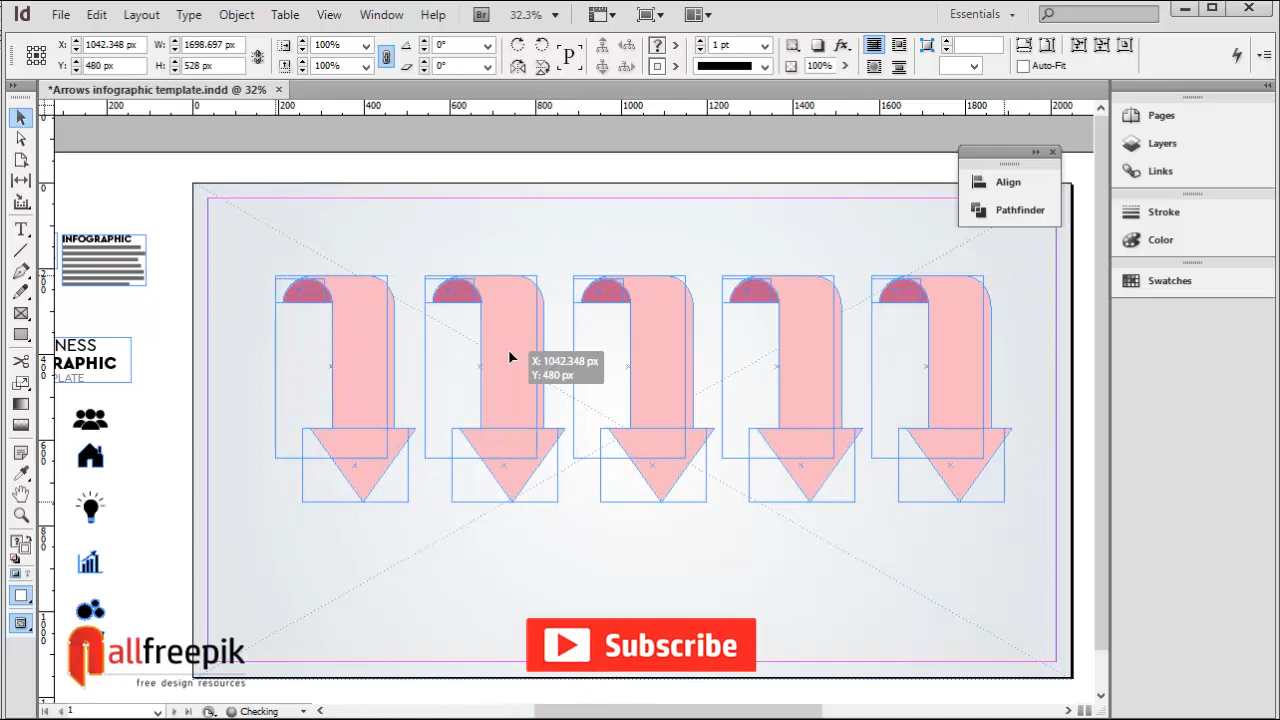 Id File Edit Layout Type Object Table View Window Help Br 32.3% Essentials
X: 1042.348 px W: 1698.697 px 100% 0° 1 pt
Y: 480 px H: 528 px 100% 0° P 100% Auto-Fit
*Arrows infographic template.indd @ 32% ×
200 0 200 400 600 800 1000 1200 1400 1600 1800 2000
Pages
Layers
Links
Stroke
Color
Swatches
Align
Pathfinder
INFOGRAPHIC
NESS
RAPHIC
PLATE
X: 1042.348 px
Y: 480 px
allfreepik
free design resources
Subscribe
1 Checking